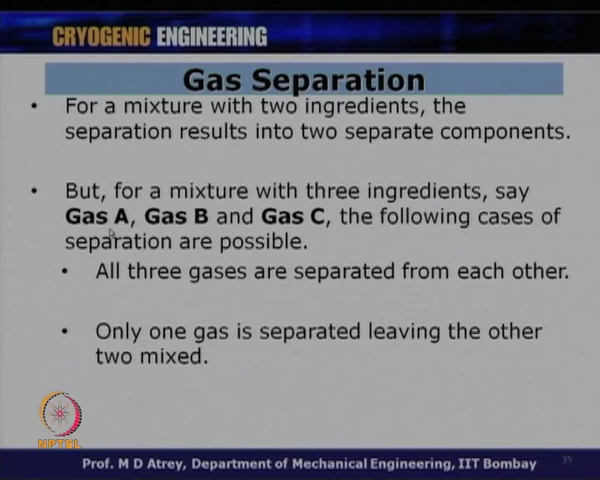 CRYOGENIC ENGINEERING
Gas Separation
• For a mixture with two ingredients, the
separation results into two separate components.
• But, for a mixture with three ingredients, say
Gas A, Gas B and Gas C, the following cases of
separation are possible.
• All three gases are separated from each other.
• Only one gas is separated leaving the other
two mixed.
NPTEL
Prof. M D Atrey, Department of Mechanical Engineering, IIT Bombay
35